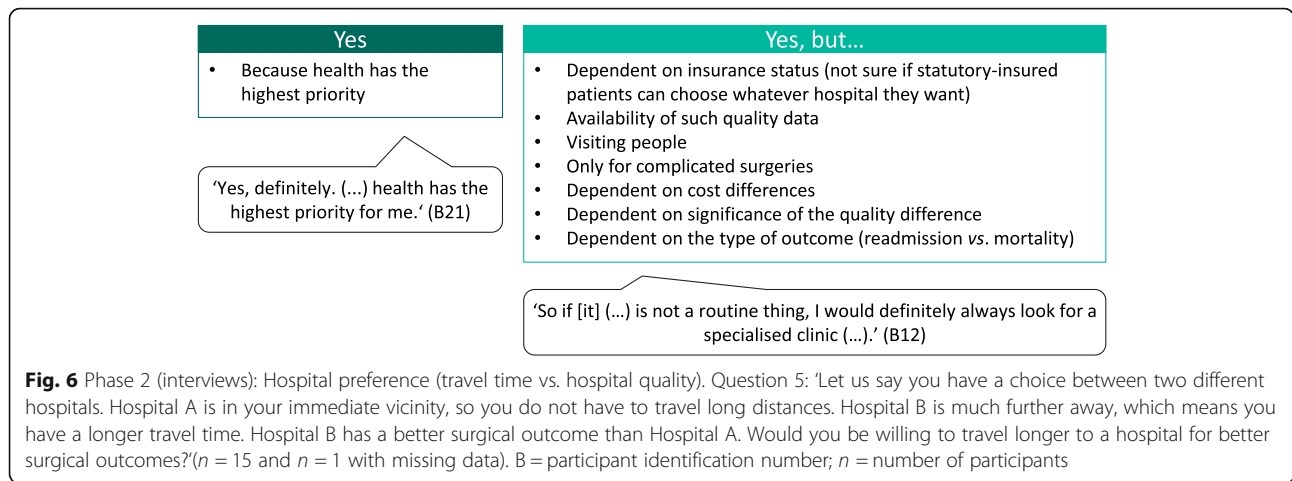 Yes
• Because health has the
highest priority
‘Yes, definitely. (...) health has the
highest priority for me.‘ (B21)
Yes, but…
• Dependent on insurance status (not sure if statutory-insured
patients can choose whatever hospital they want)
• Availability of such quality data
• Visiting people
• Only for complicated surgeries
• Dependent on cost differences
• Dependent on significance of the quality difference
• Dependent on the type of outcome (readmission vs. mortality)
‘So if [it] (…) is not a routine thing, I would definitely always look for a
specialised clinic (…).’ (B12)
Fig. 6 Phase 2 (interviews): Hospital preference (travel time vs. hospital quality). Question 5: ‘Let us say you have a choice between two different
hospitals. Hospital A is in your immediate vicinity, so you do not have to travel long distances. Hospital B is much further away, which means you
have a longer travel time. Hospital B has a better surgical outcome than Hospital A. Would you be willing to travel longer to a hospital for better
surgical outcomes?‘(n = 15 and n = 1 with missing data). B = participant identification number; n = number of participants